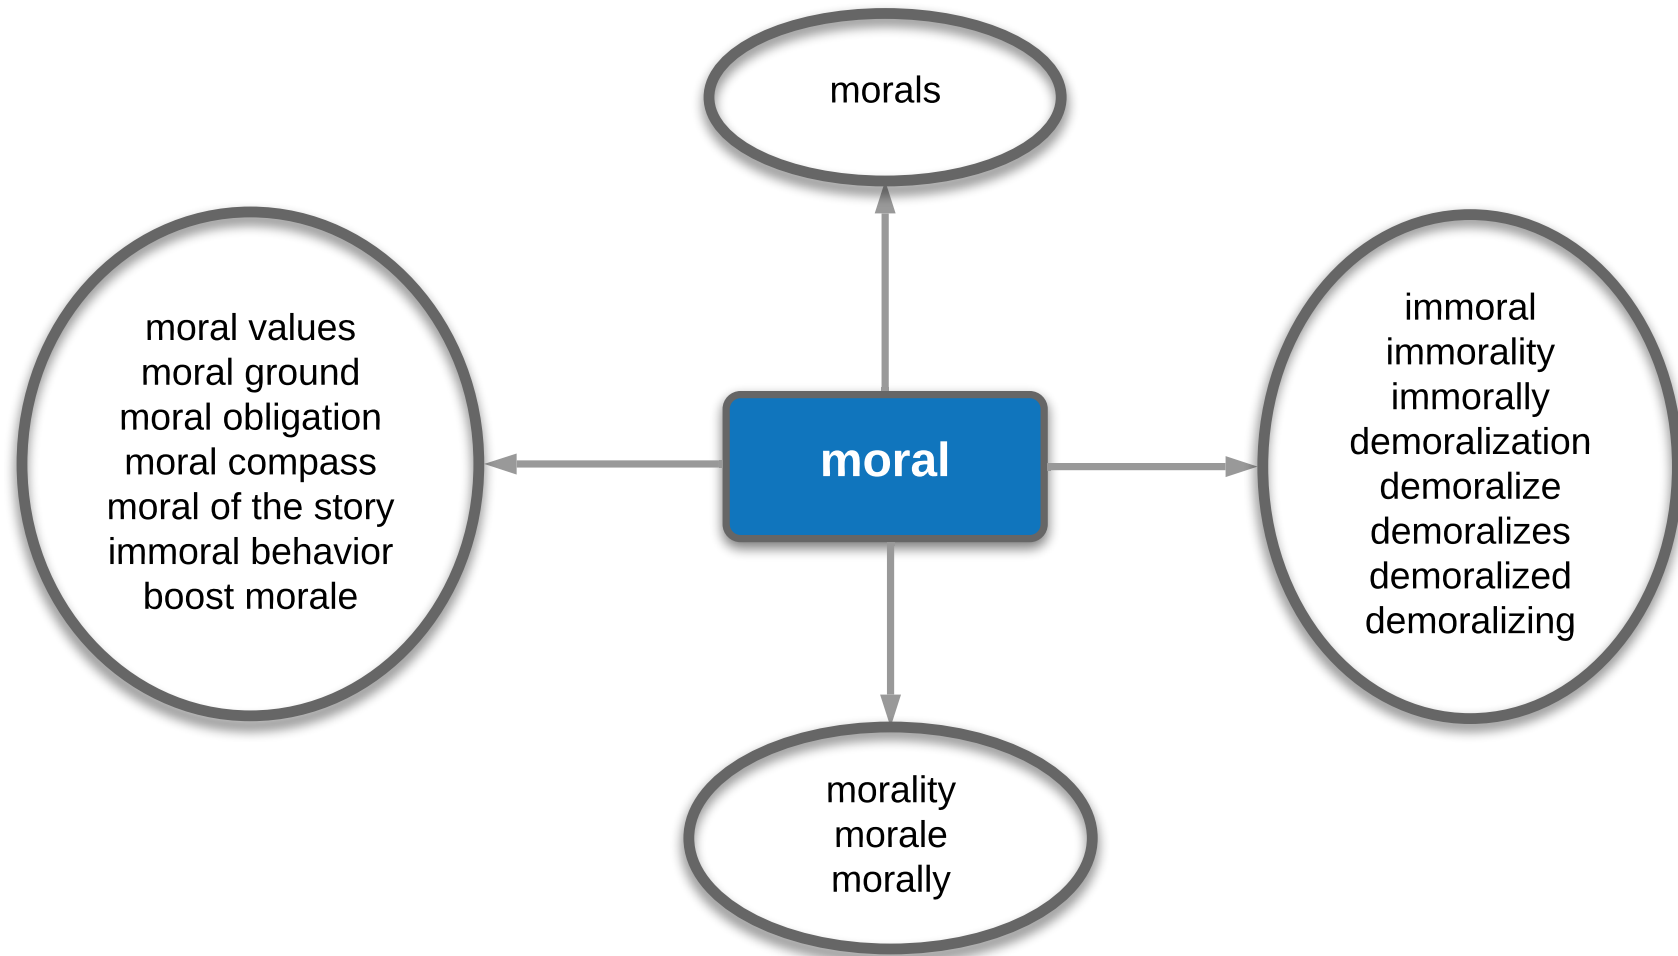 morals
moral values
moral ground
moral obligation
moral compass
moral of the story
immoral behavior
boost morale
moral
immoral
immorality
immorally
demoralization
demoralize
demoralizes
demoralized
demoralizing
morality
morale
morally